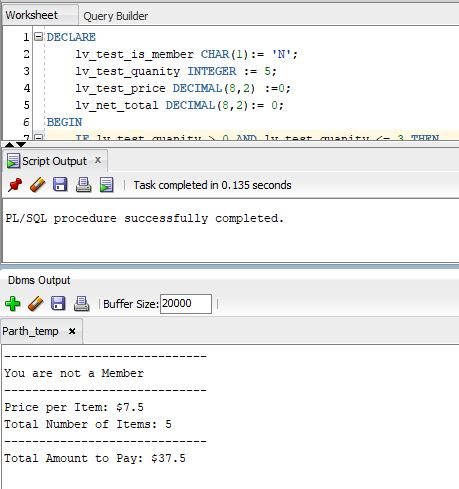 Worksheet Query Builder
1 DECLARE
2 lv_test_is_member CHAR(1):= 'N';
3 lv_test_quanity INTEGER := 5;
4 lv_test_price DECIMAL(8,2) :=0;
5 lv_net_total DECIMAL(8,2):= 0;
6 BEGIN
7 IF lv_test_quanity > 0 AND lv_test_quanity <= 3 THEN
Script Output x
Task completed in 0.135 seconds
PL/SQL procedure successfully completed.
Dbms Output
Buffer Size: 20000
Parth_temp x
----------------------------
You are not a Member
----------------------------
Price per Item: $7.5
Total Number of Items: 5
----------------------------
Total Amount to Pay: $37.5